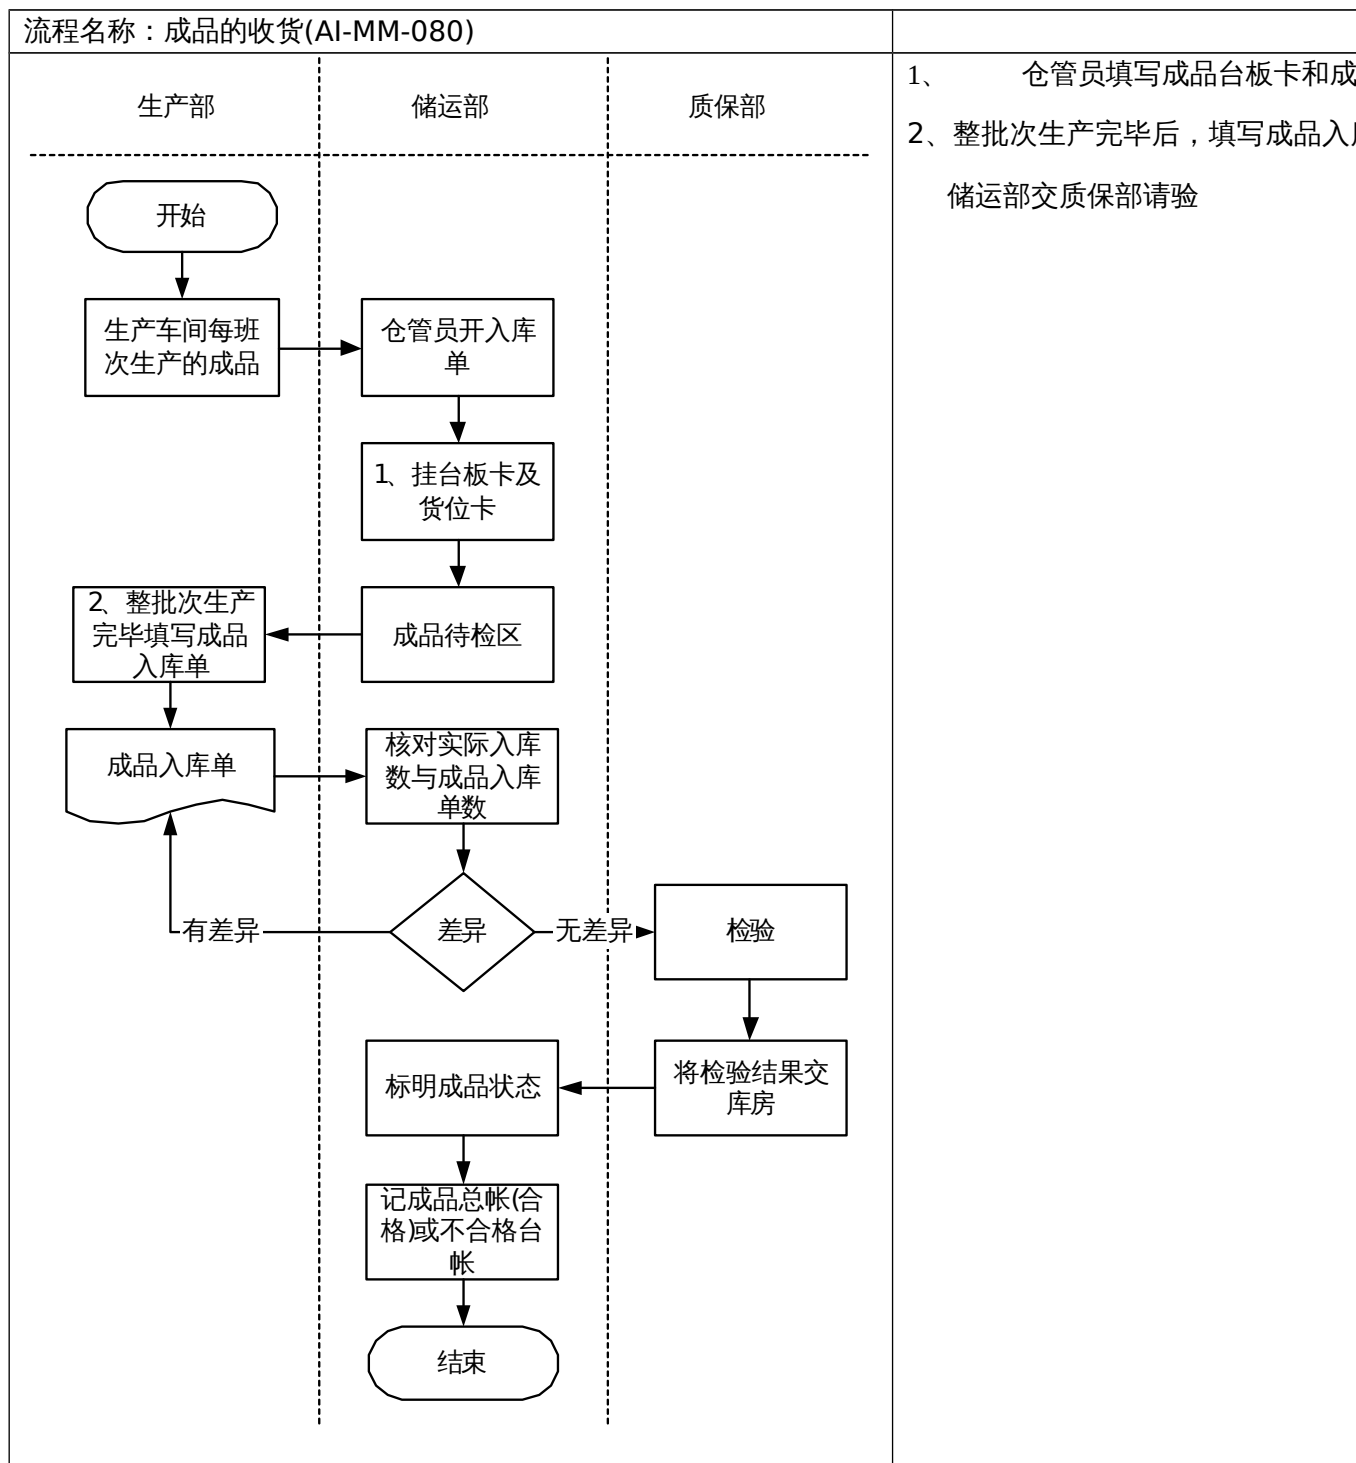 流程名称：成品的收货(AI-MM-080)
生产部
储运部
质保部
1、 仓管员填写成品台板卡和成
2、整批次生产完毕后，填写成品入
储运部交质保部请验
开始
生产车间每班
次生产的成品
仓管员开入库
单
1、挂台板卡及
货位卡
2、整批次生产
完毕填写成品
入库单
成品待检区
成品入库单
核对实际入库
数与成品入库
单数
有差异
差异
无差异
检验
标明成品状态
将检验结果交
库房
记成品总帐(合
格)或不合格台
帐
结束